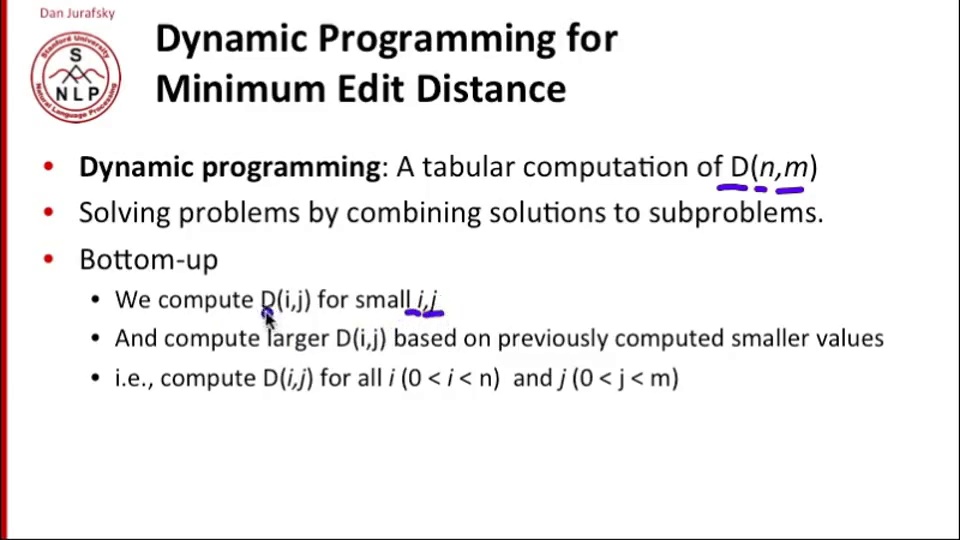 Dan Jurafsky
Stanford University
S
NLP
Natural Language Processing
Dynamic Programming for
Minimum Edit Distance
• Dynamic programming: A tabular computation of D(n,m)
• Solving problems by combining solutions to subproblems.
• Bottom-up
• We compute D(i,j) for small i,j
• And compute larger D(i,j) based on previously computed smaller values
• i.e., compute D(i,j) for all i (0 < i < n) and j (0 < j < m)